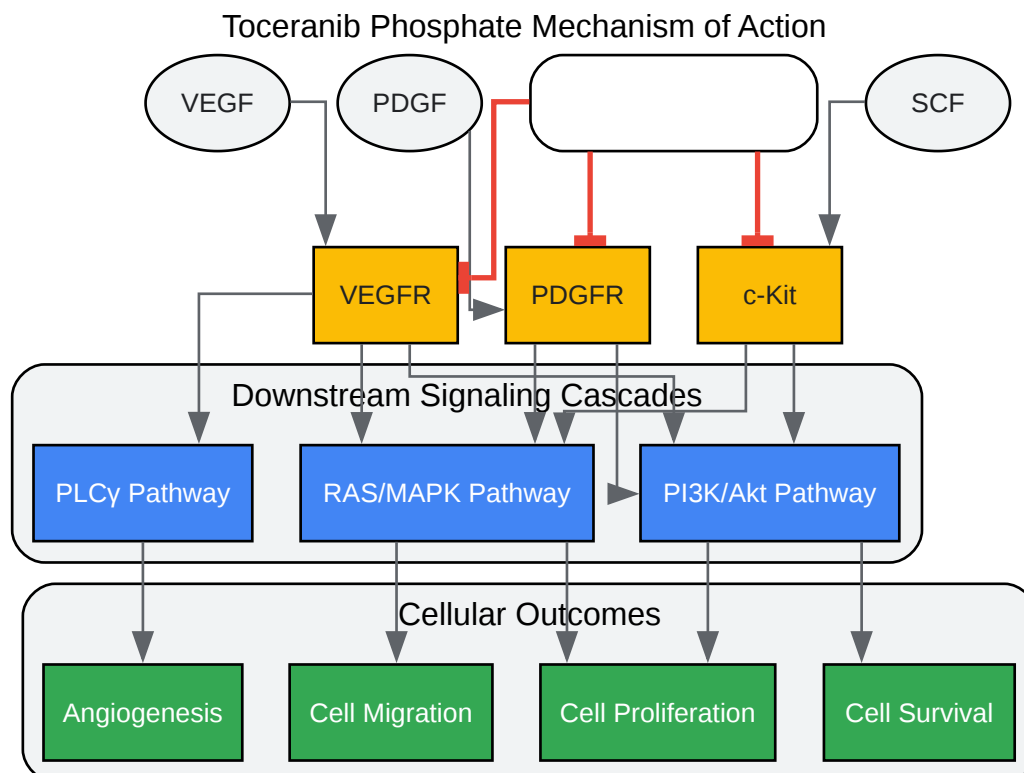 Toceranib Phosphate Mechanism of Action
VEGF
PDGF
SCF
VEGFR
PDGFR
c-Kit
Downstream Signaling Cascades
PLCγ Pathway
RAS/MAPK Pathway
PI3K/Akt Pathway
Cellular Outcomes
Angiogenesis
Cell Migration
Cell Proliferation
Cell Survival